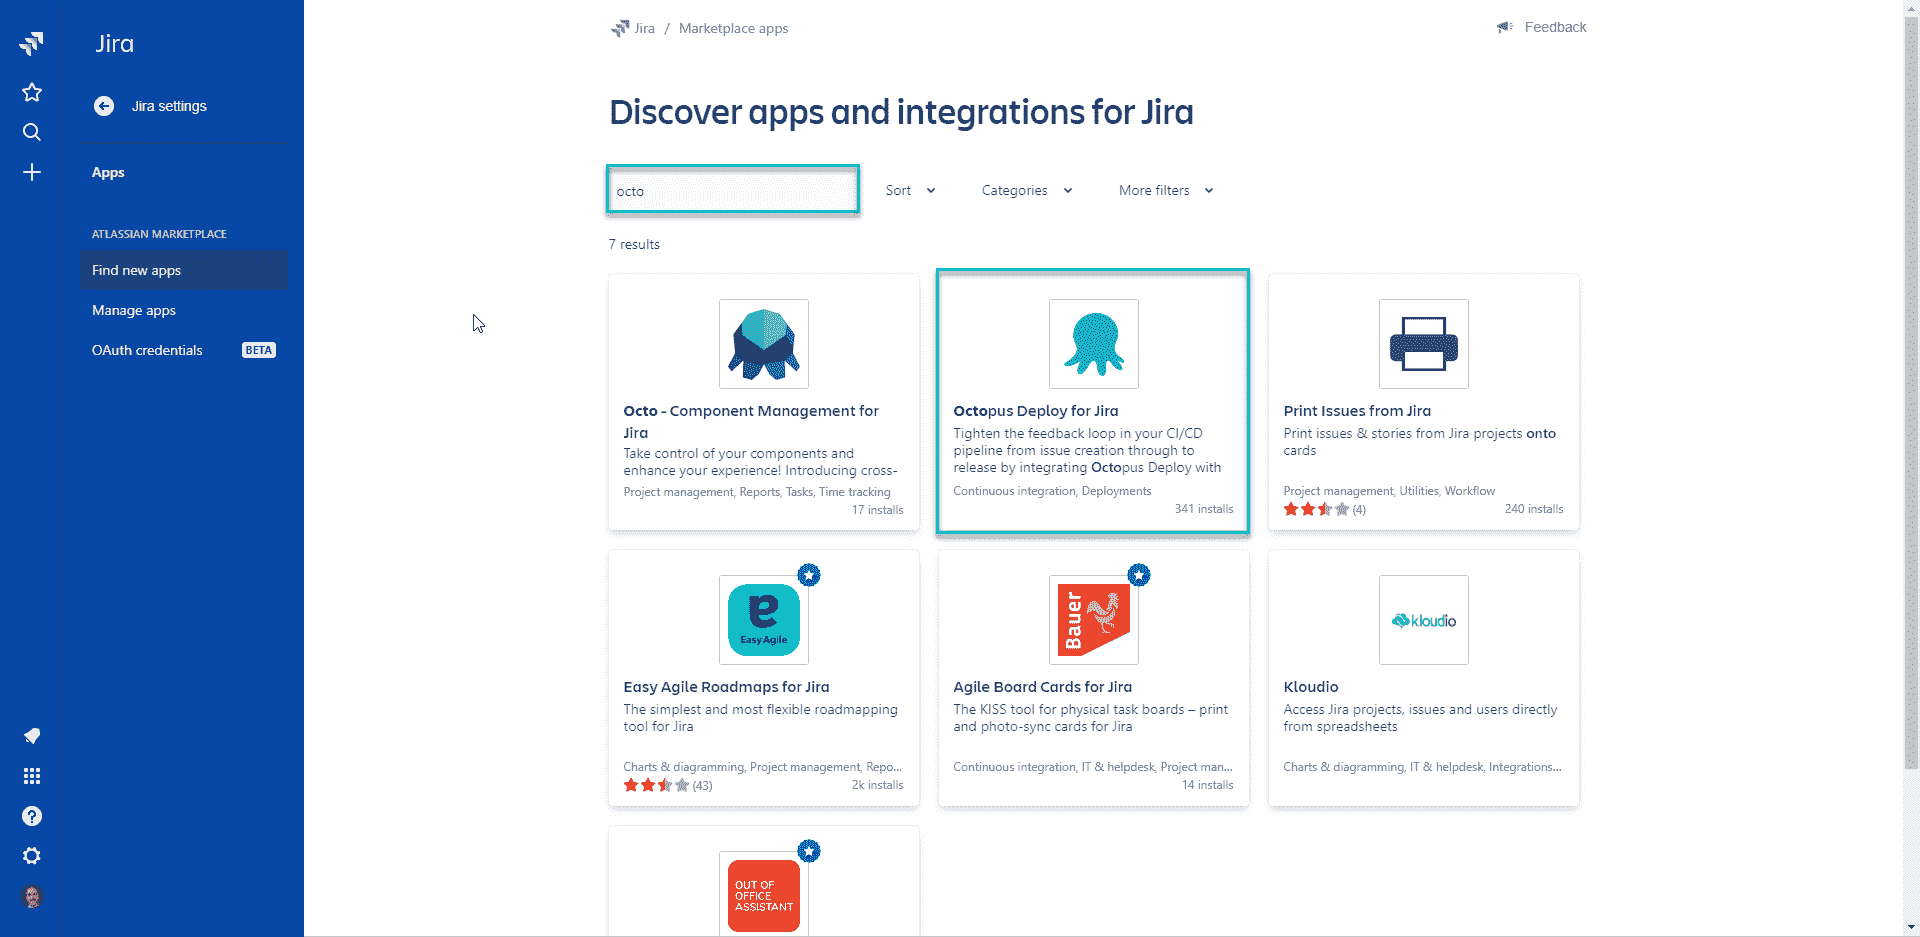 Jira
Jira settings
Apps
ATLASSIAN MARKETPLACE
Find new apps
Manage apps
OAuth credentials BETA
Jira / Marketplace apps
Feedback
Discover apps and integrations for Jira
octo
Sort
Categories
More filters
7 results
Octo - Component Management for
Jira
Take control of your components and
enhance your experience! Introducing cross-
Project management, Reports, Tasks, Time tracking
17 installs
Octopus Deploy for Jira
Tighten the feedback loop in your CI/CD
pipeline from issue creation through to
release by integrating Octopus Deploy with
Continuous integration, Deployments
341 installs
Print Issues from Jira
Print issues & stories from Jira projects onto
cards
Project management, Utilities, Workflow
(4) 240 installs
Easy Agile
Easy Agile Roadmaps for Jira
The simplest and most flexible roadmapping
tool for Jira
Charts & diagramming, Project management, Repo...
(43) 2k installs
Bauer
Agile Board Cards for Jira
The KISS tool for physical task boards – print
and photo-sync cards for Jira
Continuous integration, IT & helpdesk, Project man...
14 installs
kloudio
Kloudio
Access Jira projects, issues and users directly
from spreadsheets
Charts & diagramming, IT & helpdesk, Integrations...
OUT OF
OFFICE
ASSISTANT